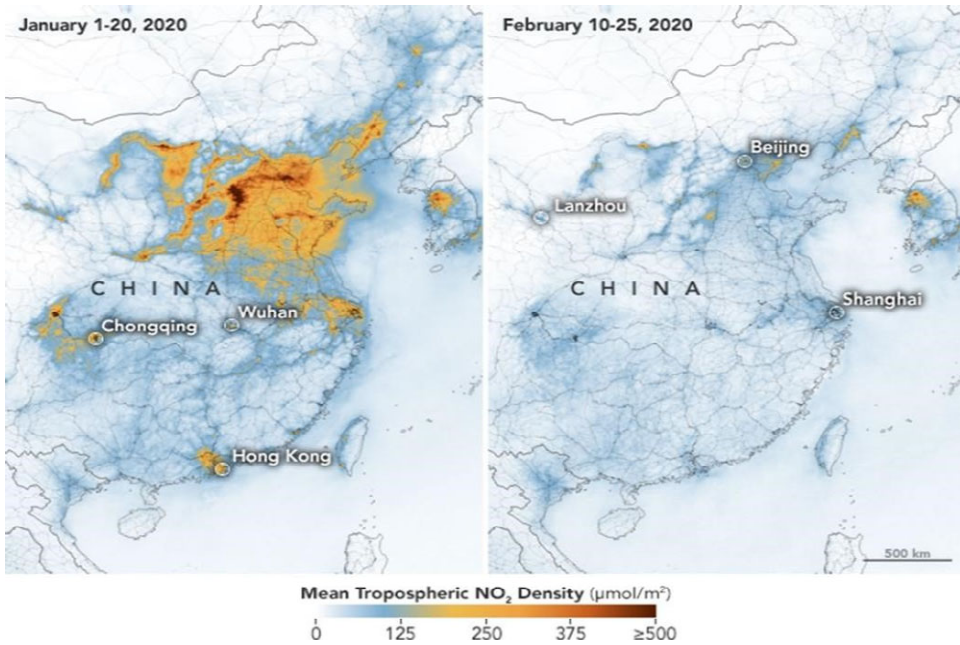 January 1-20, 2020
CHINA
Wuhan
Chongqing
Hong Kong
February 10-25, 2020
Beijing
Lanzhou
CHINA
Shanghai
500 km
Mean Tropospheric NO₂ Density (μmol/m²)
0 125 250 375 ≥500